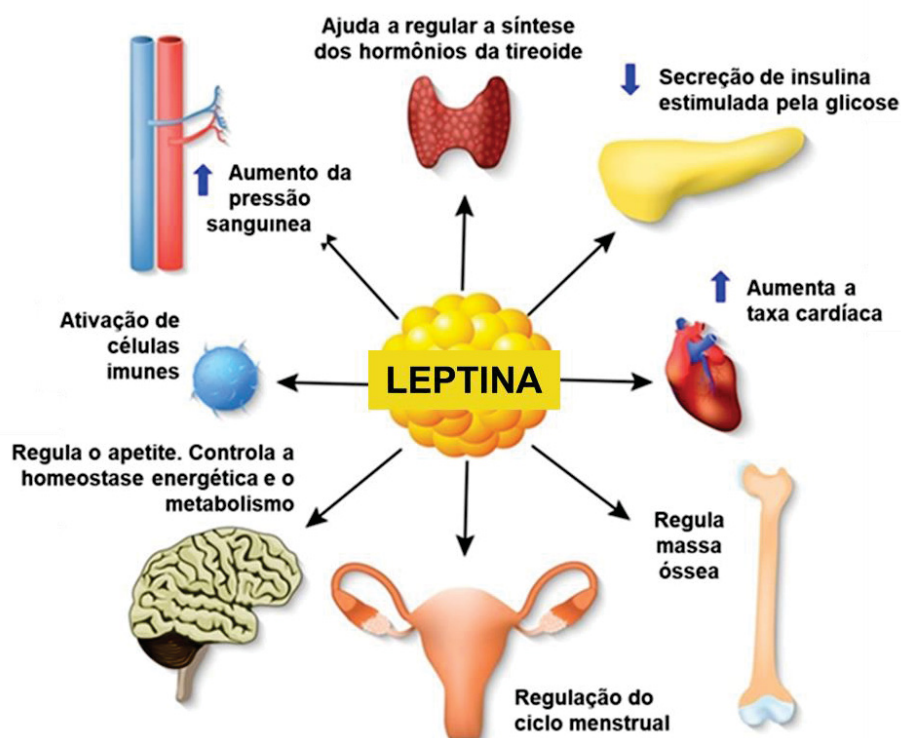 Ajuda a regular a síntese
dos hormônios da tireoide
Secreção de insulina
estimulada pela glicose
Aumento da
pressão
sanguınea
Aumenta a
taxa cardíaca
Ativação de
células
imunes
LEPTINA
Regula o apetite. Controla a
homeostase energética e o
metabolismo
Regula
massa
óssea
Regulação do
ciclo menstrual